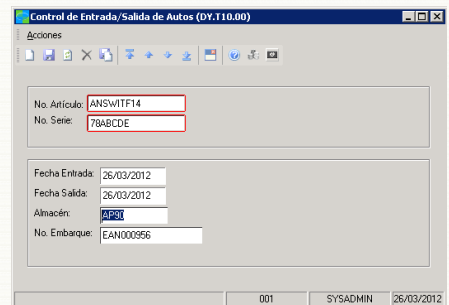 Control de Entrada/Salida de Autos (DY.T10.00)
Acciones
No. Artículo: ANSWITF14
No. Serie: 78ABCDE
Fecha Entrada: 26/03/2012
Fecha Salida: 26/03/2012
Almacén: AP90
No. Embarque: EAN000956
001 SYSADMIN 26/03/2012